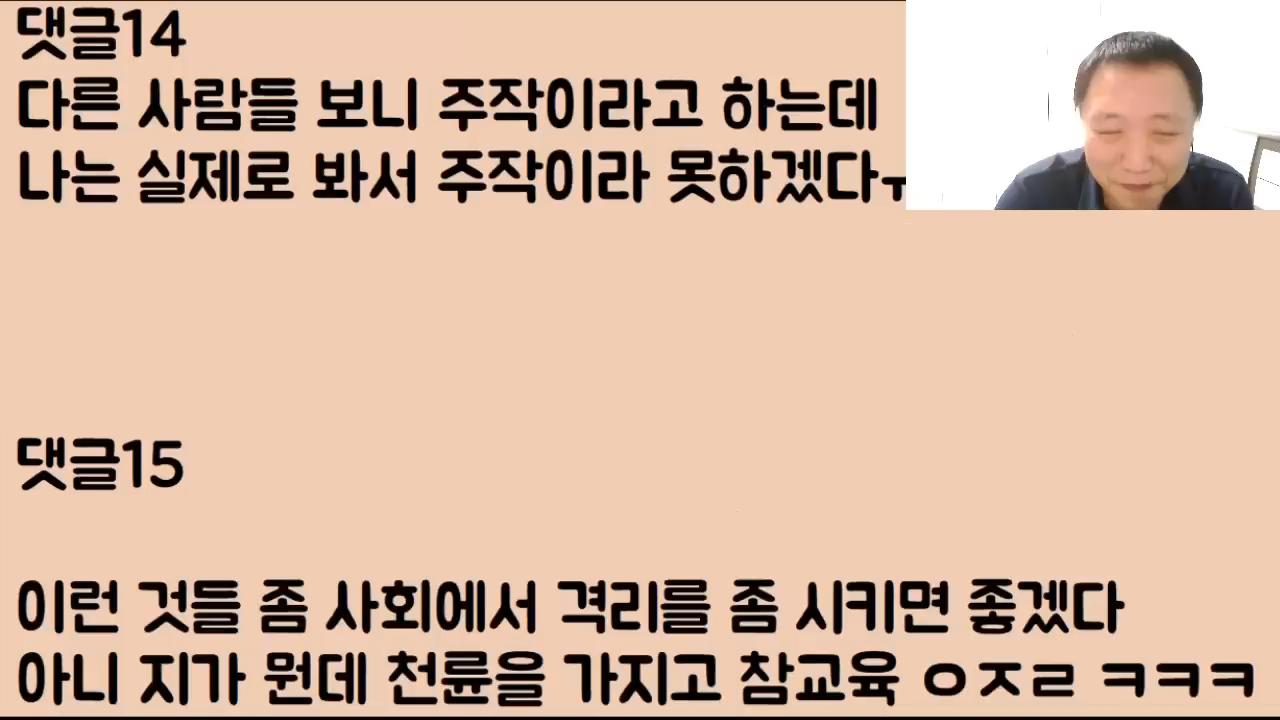 댓글14
다른 사람들 보니 주작이라고 하는데
나는 실제로 봐서 주작이라 못하겠다ㅠ
댓글15
이런 것들 좀 사회에서 격리를 좀 시키면 좋겠다
아니 지가 뭔데 천륜을 가지고 참교육 ㅇㅈㄹ ㅋㅋㅋ